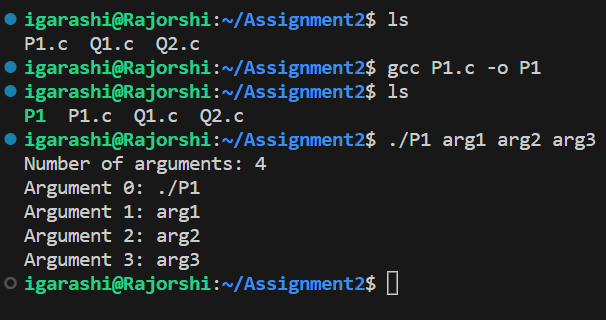 igarashi@Rajorshi:~/Assignment2$ ls
P1.c  Q1.c  Q2.c
igarashi@Rajorshi:~/Assignment2$ gcc P1.c -o P1
igarashi@Rajorshi:~/Assignment2$ ls
P1  P1.c  Q1.c  Q2.c
igarashi@Rajorshi:~/Assignment2$ ./P1 arg1 arg2 arg3
Number of arguments: 4
Argument 0: ./P1
Argument 1: arg1
Argument 2: arg2
Argument 3: arg3
igarashi@Rajorshi:~/Assignment2$